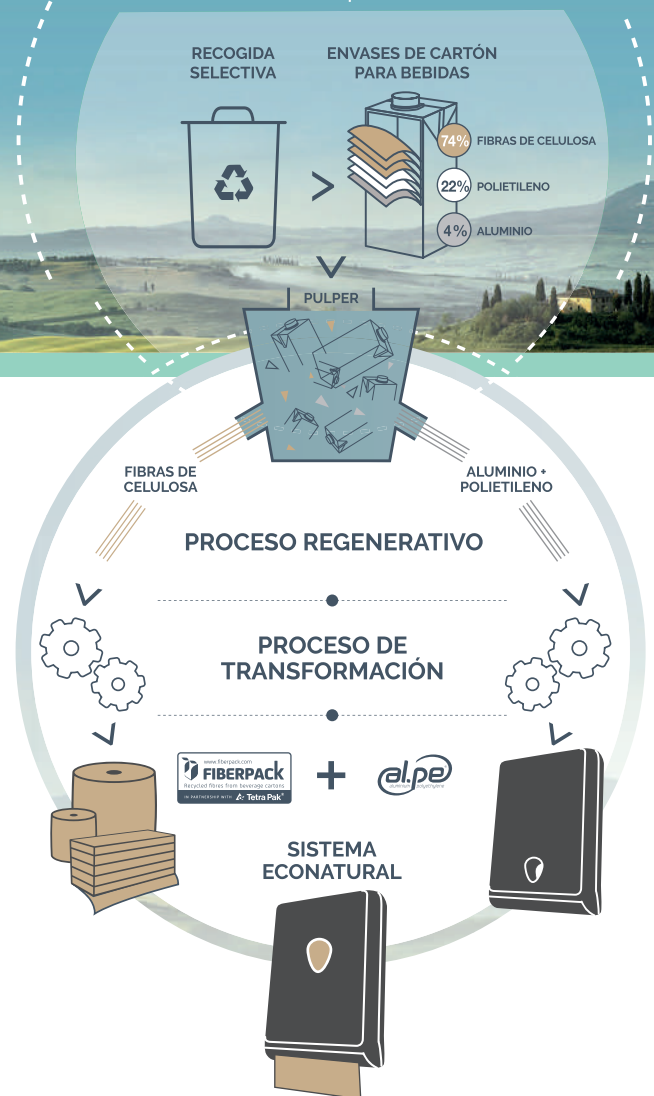 RECOGIDA
SELECTIVA
ENVASES DE CARTÓN
PARA BEBIDAS
74% FIBRAS DE CELULOSA
22% POLIETILENO
4% ALUMINIO
PULPER
FIBRAS DE
CELULOSA
ALUMINIO +
POLIETILENO
PROCESO REGENERATIVO
PROCESO DE
TRANSFORMACIÓN
www.fiberpack.com
FIBERPACK
Recycled fibres from beverage cartons
IN PARTNERSHIP WITH Tetra Pak®
+
al.pe®
aluminium polyethylene
SISTEMA
ECONATURAL